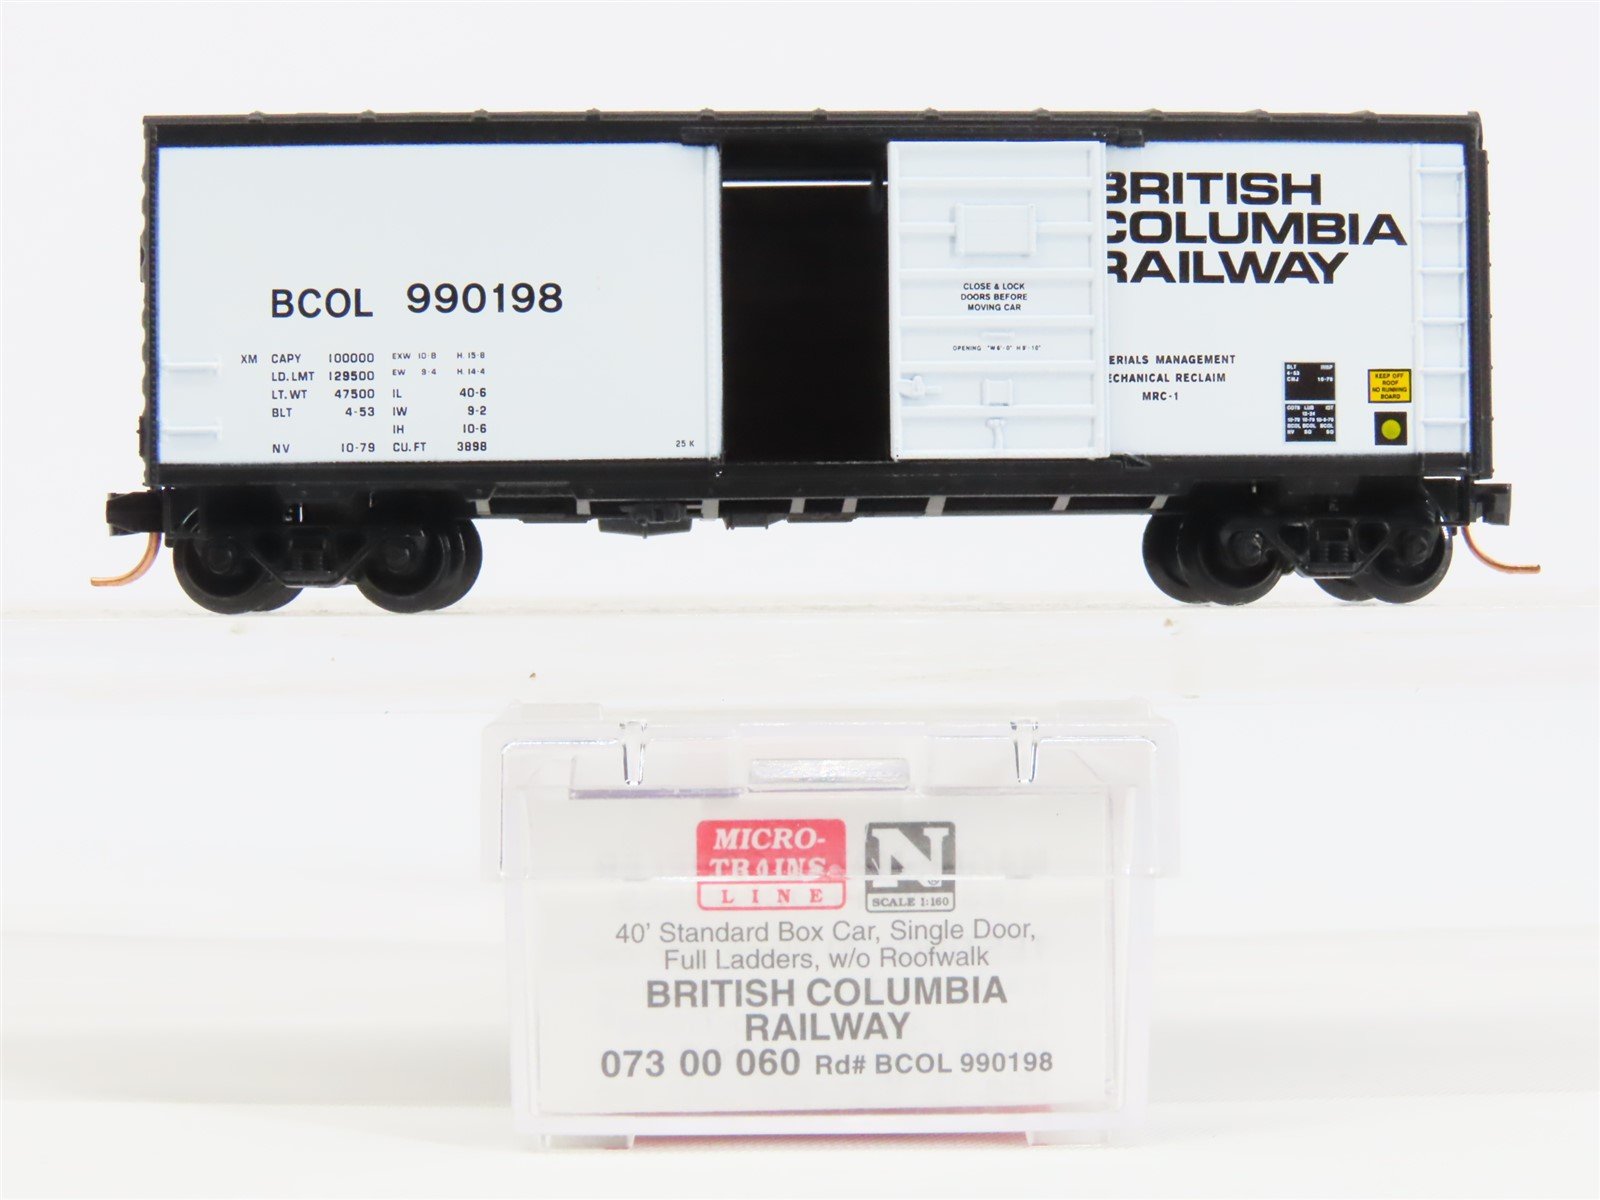 BRITISH
COLUMBIA
RAILWAY
BCOL 990198
XM CAPY 100000 EXW 10-8 H. 15-8
LD. LMT 129500 EW 9-4 H. 14-4
LT. WT 47500 IL 40-6
BLT 4-53 IW 9-2
IH 10-6
NV 10-79 CU. FT 3898
25 K
CLOSE & LOCK
DOORS BEFORE
MOVING CAR
OPENING
ERIALS MANAGEMENT
ECHANICAL RECLAIM
MRC-1
KEEP OFF
ROOF
NO RUNNING
BOARD
MICRO-
TRAINS
LINE
N
SCALE 1:160
40' Standard Box Car, Single Door,
Full Ladders, w/o Roofwalk
BRITISH COLUMBIA
RAILWAY
073 00 060 Rd# BCOL 990198